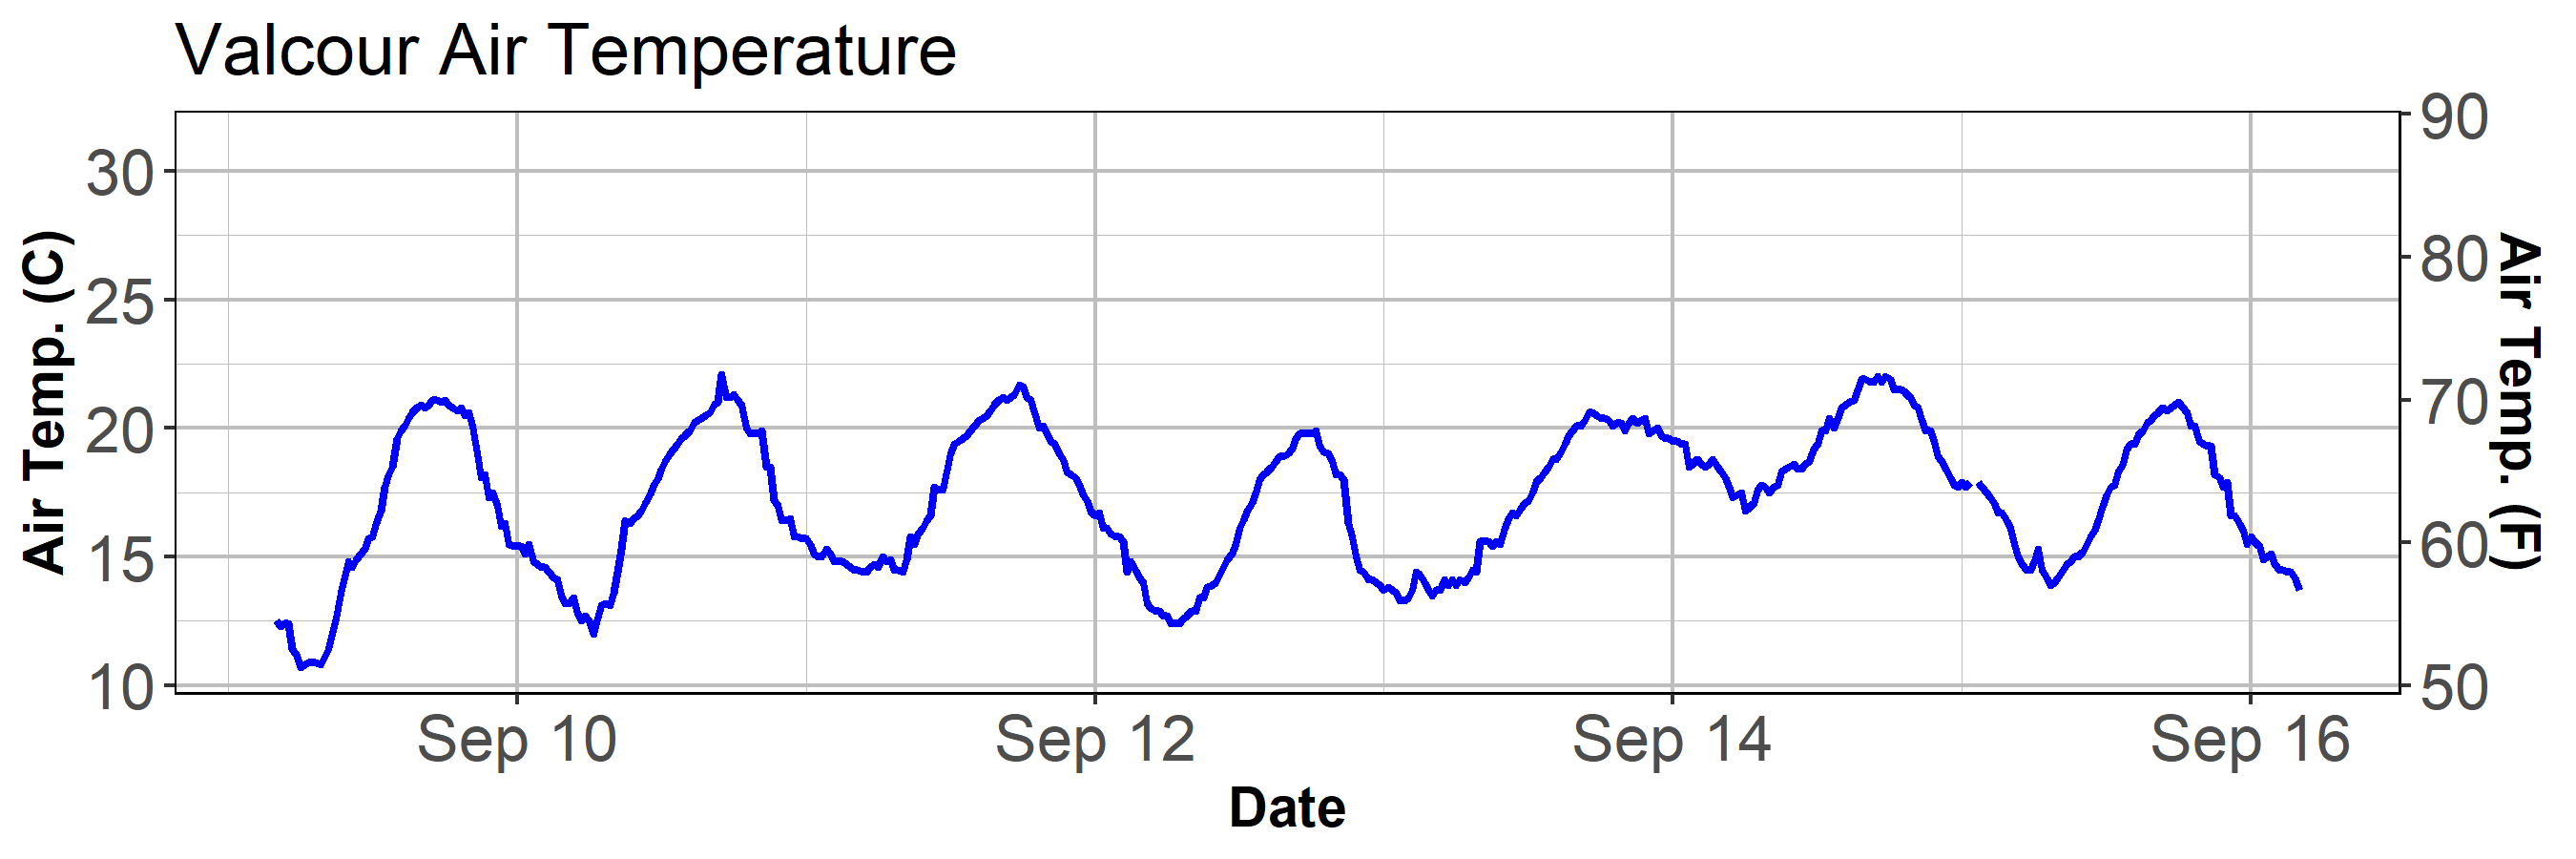 Valcour Air Temperature
Air Temp. (C)
30
25
20
15
10
90
80
70
60
50
Air Temp. (F)
Sep 10
Sep 12
Sep 14
Sep 16
Date